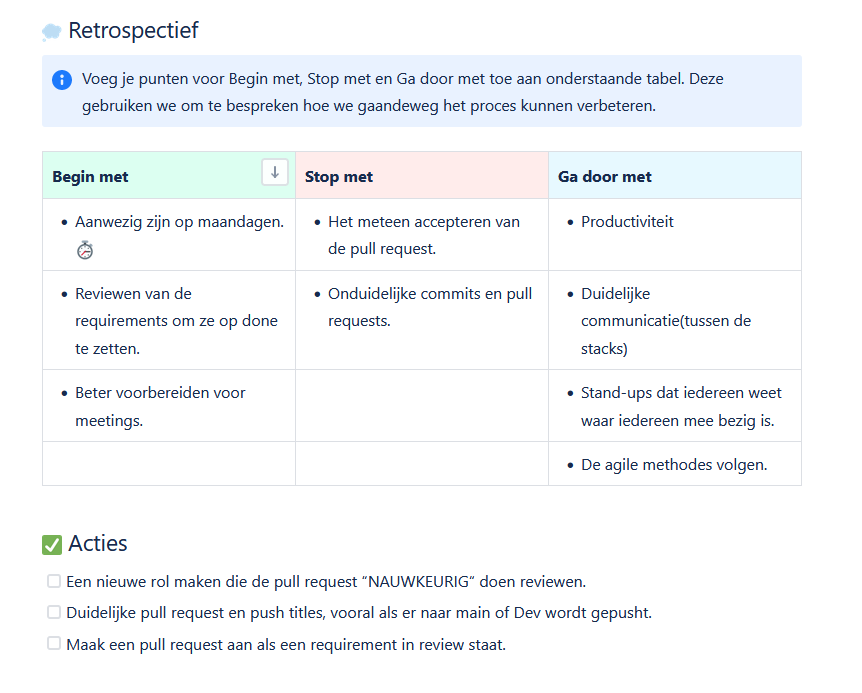 Retrospectief
Voeg je punten voor Begin met, Stop met en Ga door met toe aan onderstaande tabel. Deze
gebruiken we om te bespreken hoe we gaandeweg het proces kunnen verbeteren.
Begin met
Stop met
Ga door met
• Aanwezig zijn op maandagen.
• Het meteen accepteren van
de pull request.
• Productiviteit
• Reviewen van de
requirements om ze op done
te zetten.
• Onduidelijke commits en pull
requests.
• Duidelijke
communicatie(tussen de
stacks)
• Beter voorbereiden voor
meetings.
• Stand-ups dat iedereen weet
waar iedereen mee bezig is.
• De agile methodes volgen.
Acties
Een nieuwe rol maken die de pull request “NAUWKEURIG” doen reviewen.
Duidelijke pull request en push titles, vooral als er naar main of Dev wordt gepusht.
Maak een pull request aan als een requirement in review staat.